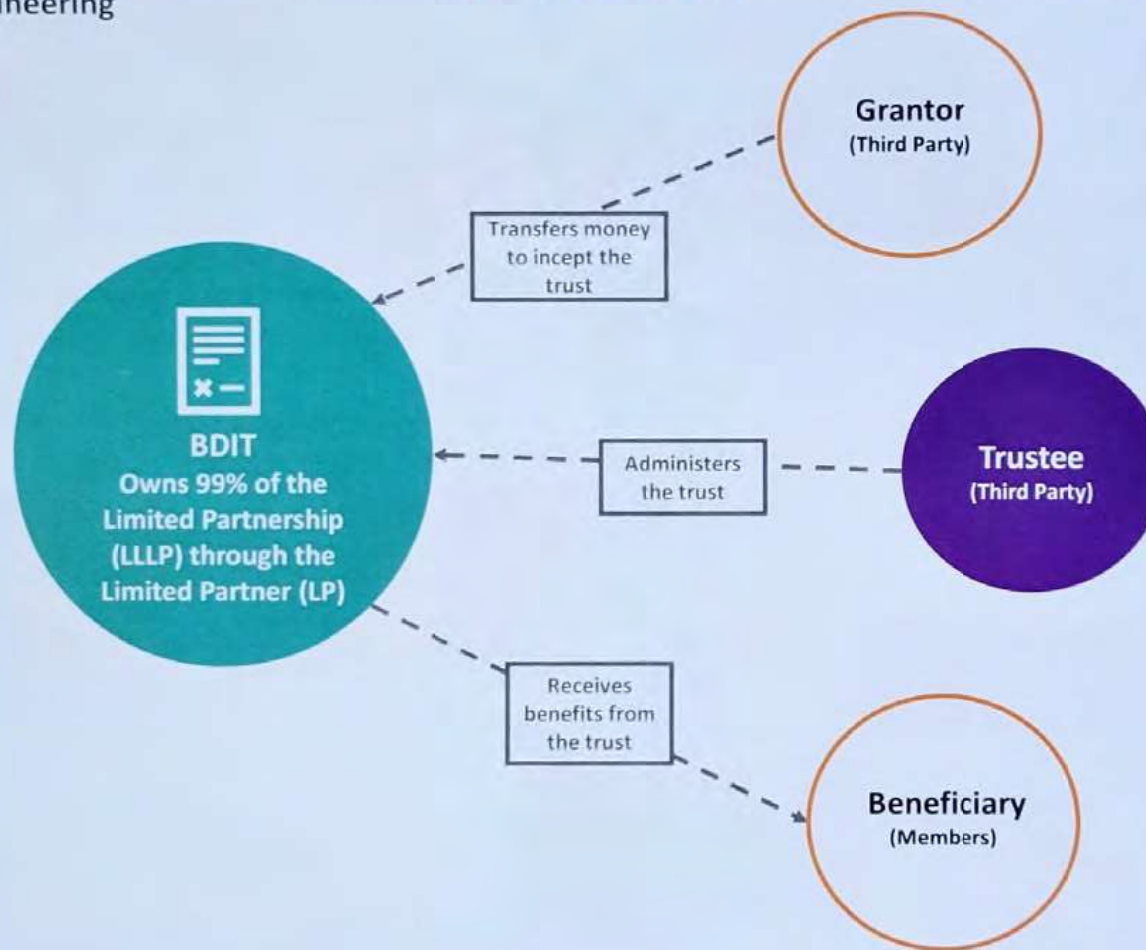 Grantor
(Third Party)
Transfers money
to incept the
trust
BDIT
Owns 99% of the
Limited Partnership
(LLLP) through the
Limited Partner (LP)
Administers
the trust
Trustee
(Third Party)
Receives
benefits from
the trust
Beneficiary
(Members)